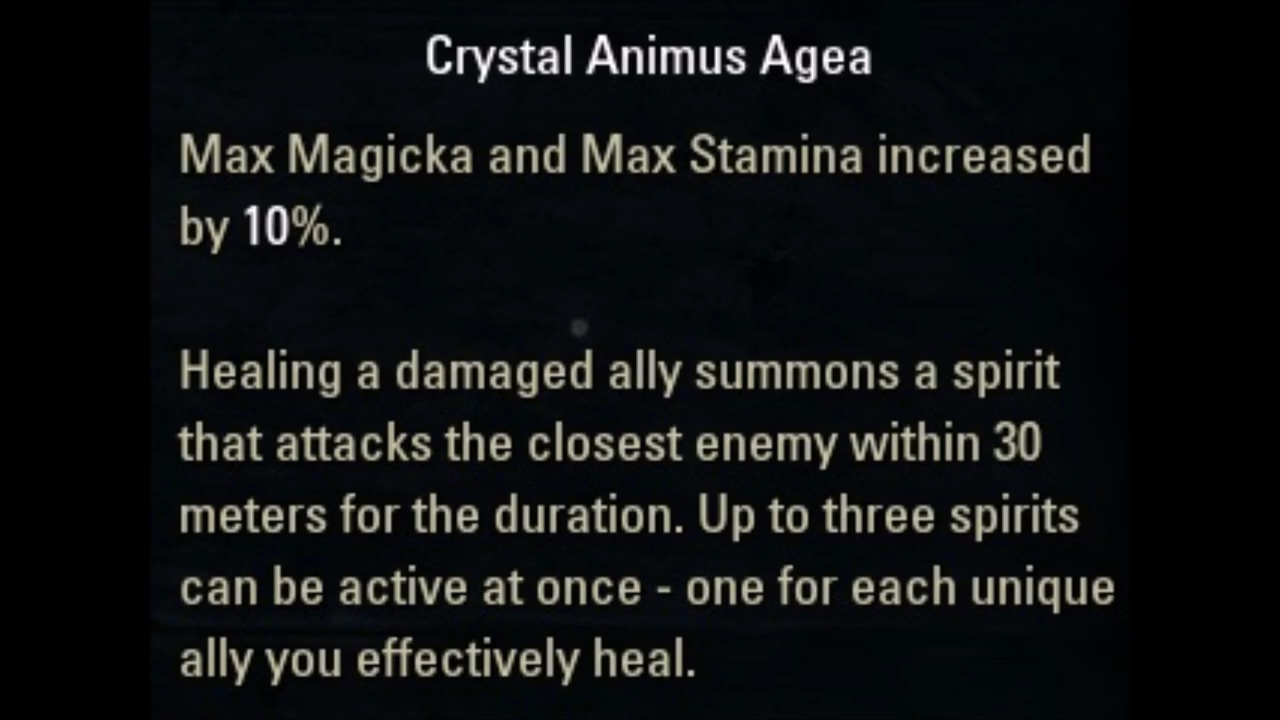 Crystal Animus Agea
Max Magicka and Max Stamina increased
by 10%.
Healing a damaged ally summons a spirit
that attacks the closest enemy within 30
meters for the duration. Up to three spirits
can be active at once - one for each unique
ally you effectively heal.